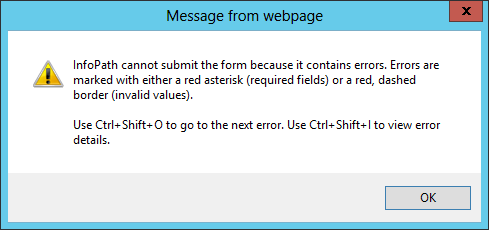 Message from webpage
x
InfoPath cannot submit the form because it contains errors. Errors are
marked with either a red asterisk (required fields) or a red, dashed
border (invalid values).
Use Ctrl+Shift+O to go to the next error. Use Ctrl+Shift+I to view error
details.
OK